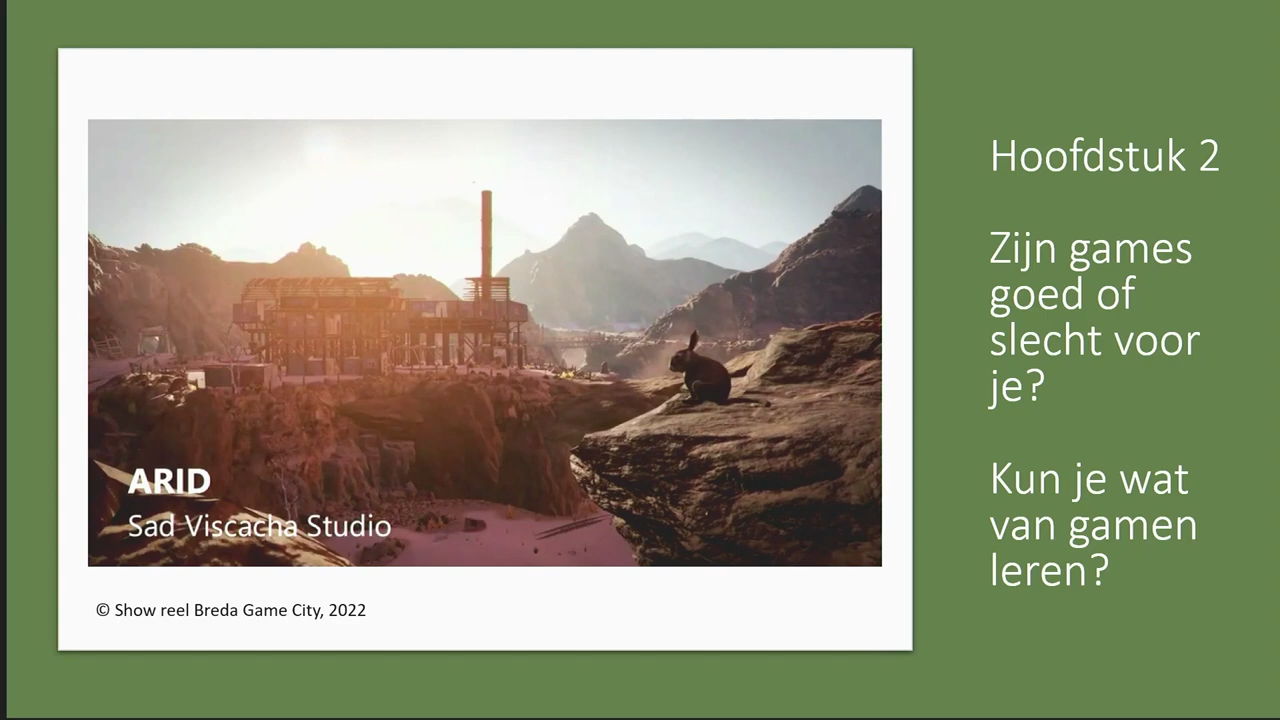 ARID
Sad Viscacha Studio
© Show reel Breda Game City, 2022
Hoofdstuk 2
Zijn games
goed of
slecht voor
je?
Kun je wat
van gamen
leren?